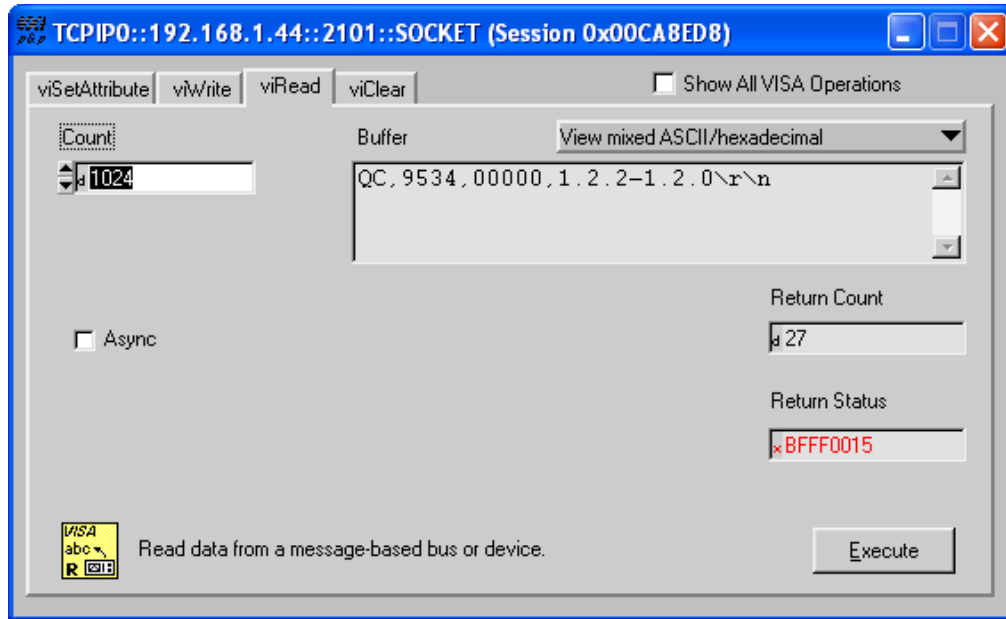 TCPIP0::192.168.1.44::2101::SOCKET (Session 0x00CA8ED8)
viSetAttribute viWrite viRead viClear Show All VISA Operations
Count Buffer View mixed ASCII/hexadecimal
d 1024 QC,9534,00000,1.2.2-1.2.0\r\n
Return Count
Async d 27
Return Status
x BFFF0015
VISA
abc
R
Read data from a message-based bus or device. Execute